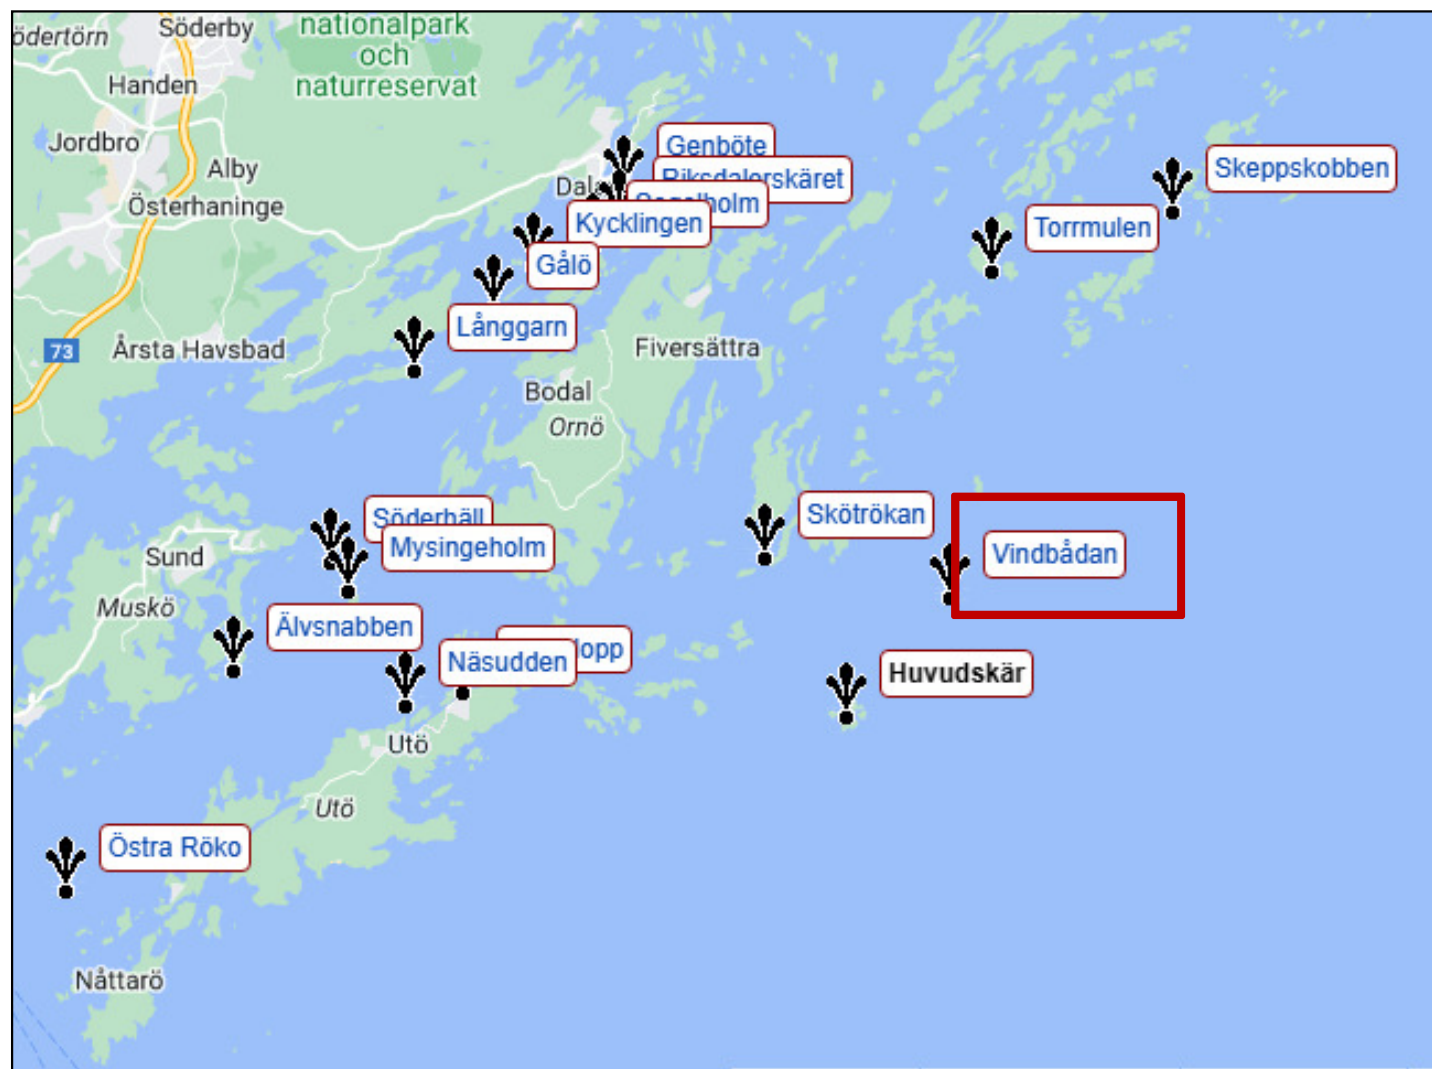 ödertörn
Söderby
nationalpark
och
naturreservat
Handen
Jordbro
Alby
Österhaninge
Genböte
Riksdalerskäret
Kycklingen
Gålö
Långgarn
Skeppskobben
Torrmulen
73
Årsta Havsbad
Fiversättra
Bodal
Ornö
Söderhäll
Mysingeholm
Skötrökan
Vindbådan
Sund
Muskö
Älvsnabben
Näsudden
Huvudskär
Utö
Utö
Östra Röko
Nåttarö